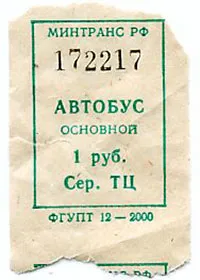 МИНТРАНС РФ
172217
АВТОБУС
ОСНОВНОЙ
1 руб.
Сер. ТЦ
ФГУПТ 12—2000